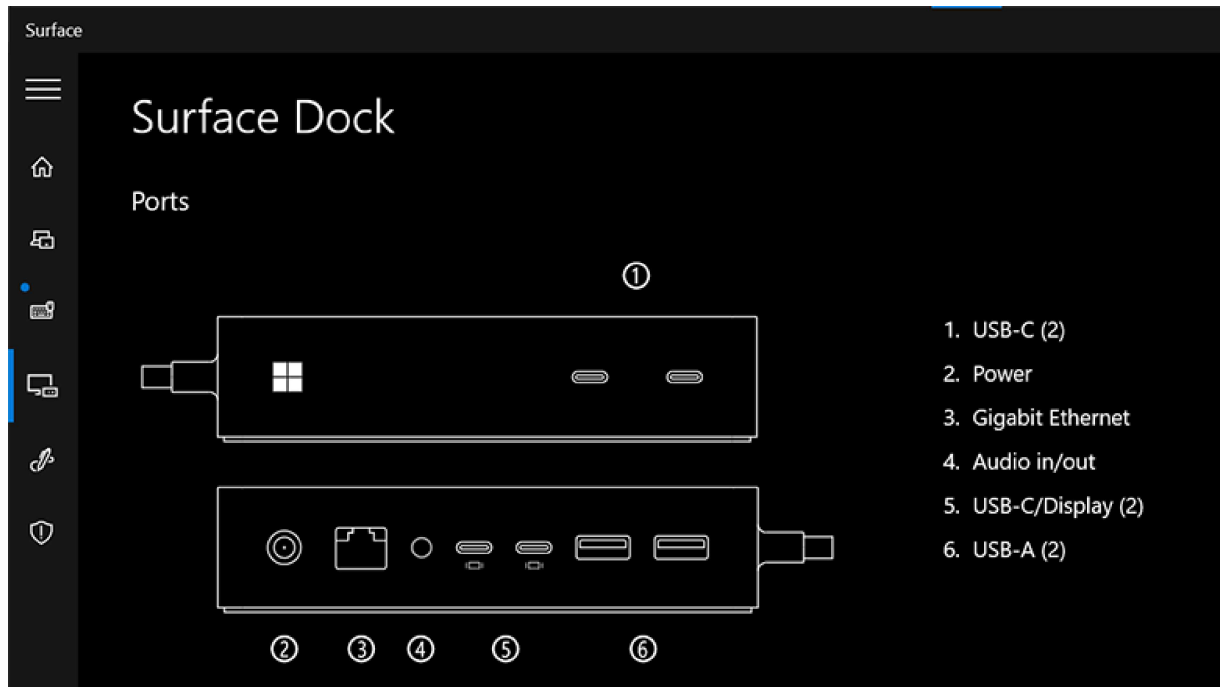 Surface
Surface Dock
Ports
①
1. USB-C (2)
2. Power
3. Gigabit Ethernet
4. Audio in/out
5. USB-C/Display (2)
6. USB-A (2)
② ③ ④ ⑤ ⑥